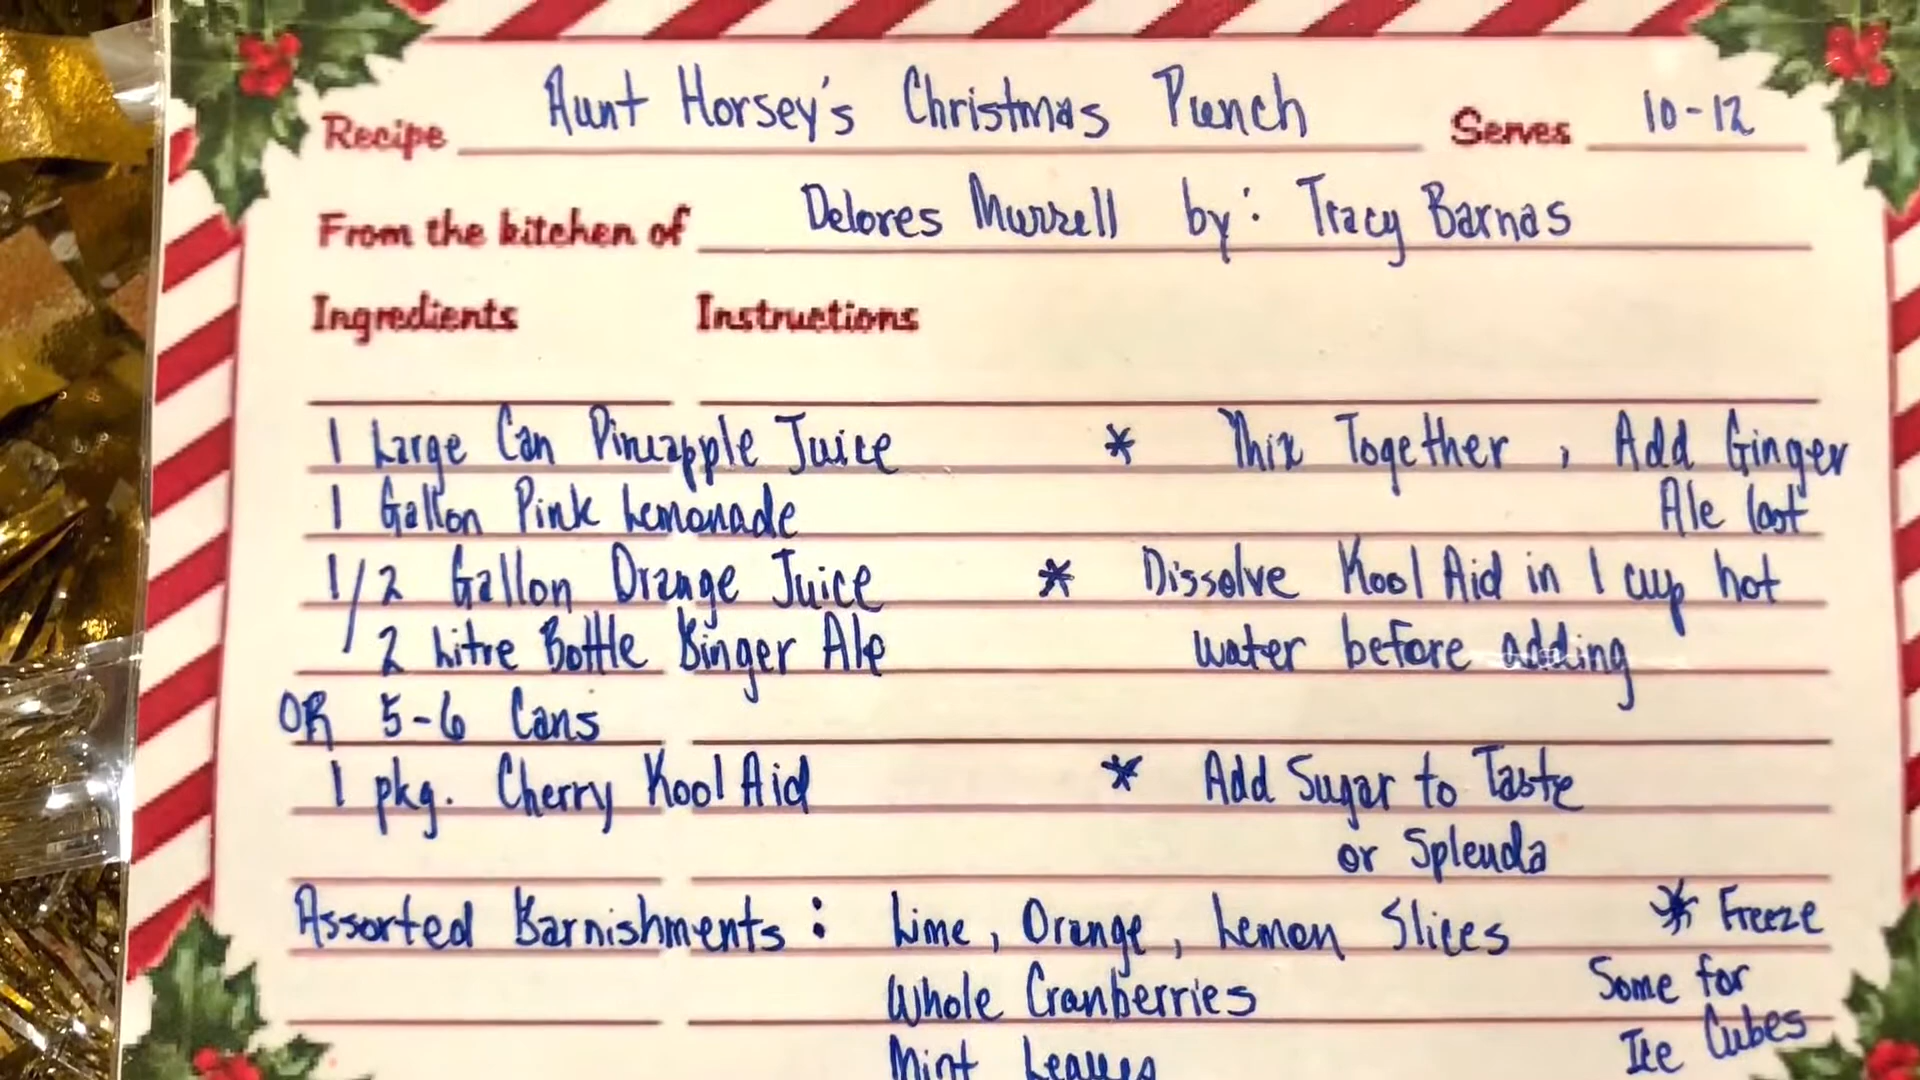 Recipe Aunt Horsey's Christmas Punch Serves 10-12
From the kitchen of Delores Murrell by: Tracy Barnas
Ingredients Instructions
1 Large Can Pineapple Juice * Mix Together, Add Ginger
1 Gallon Pink Lemonade Ale last
1/2 Gallon Orange Juice * Dissolve Kool Aid in 1 cup hot
2 Litre Bottle Ginger Ale water before adding
OR 5-6 Cans
1 pkg. Cherry Kool Aid * Add Sugar to Taste
or Splenda
Assorted Garnishments: Lime, Orange, Lemon Slices * Freeze
Whole Cranberries Some for
Mint Leaves Ice Cubes